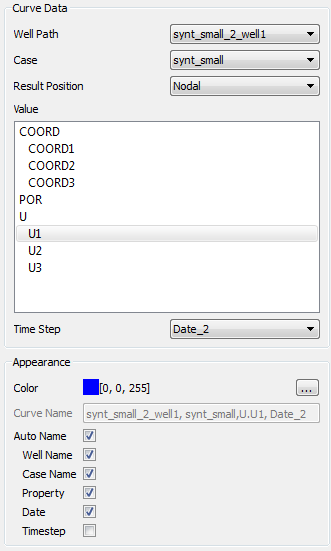 Curve Data
Well Path synt_small_2_well1
Case synt_small
Result Position Nodal
Value
COORD
COORD1
COORD2
COORD3
POR
U
U1
U2
U3
Time Step Date_2
Appearance
Color [0, 0, 255] ...
Curve Name synt_small_2_well1, synt_small,U.U1, Date_2
Auto Name
Well Name
Case Name
Property
Date
Timestep